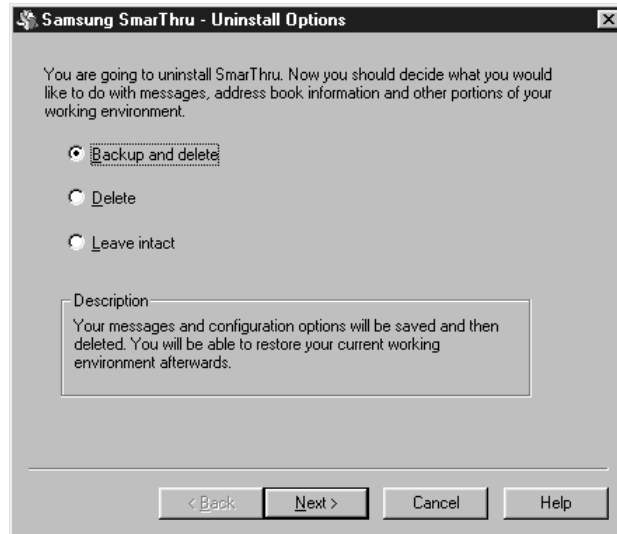 Samsung SmarThru - Uninstall Options
You are going to uninstall SmarThru. Now you should decide what you would
like to do with messages, address book information and other portions of your
working environment.
Backup and delete
Delete
Leave intact
Description
Your messages and configuration options will be saved and then
deleted. You will be able to restore your current working
environment afterwards.
< Back Next > Cancel Help